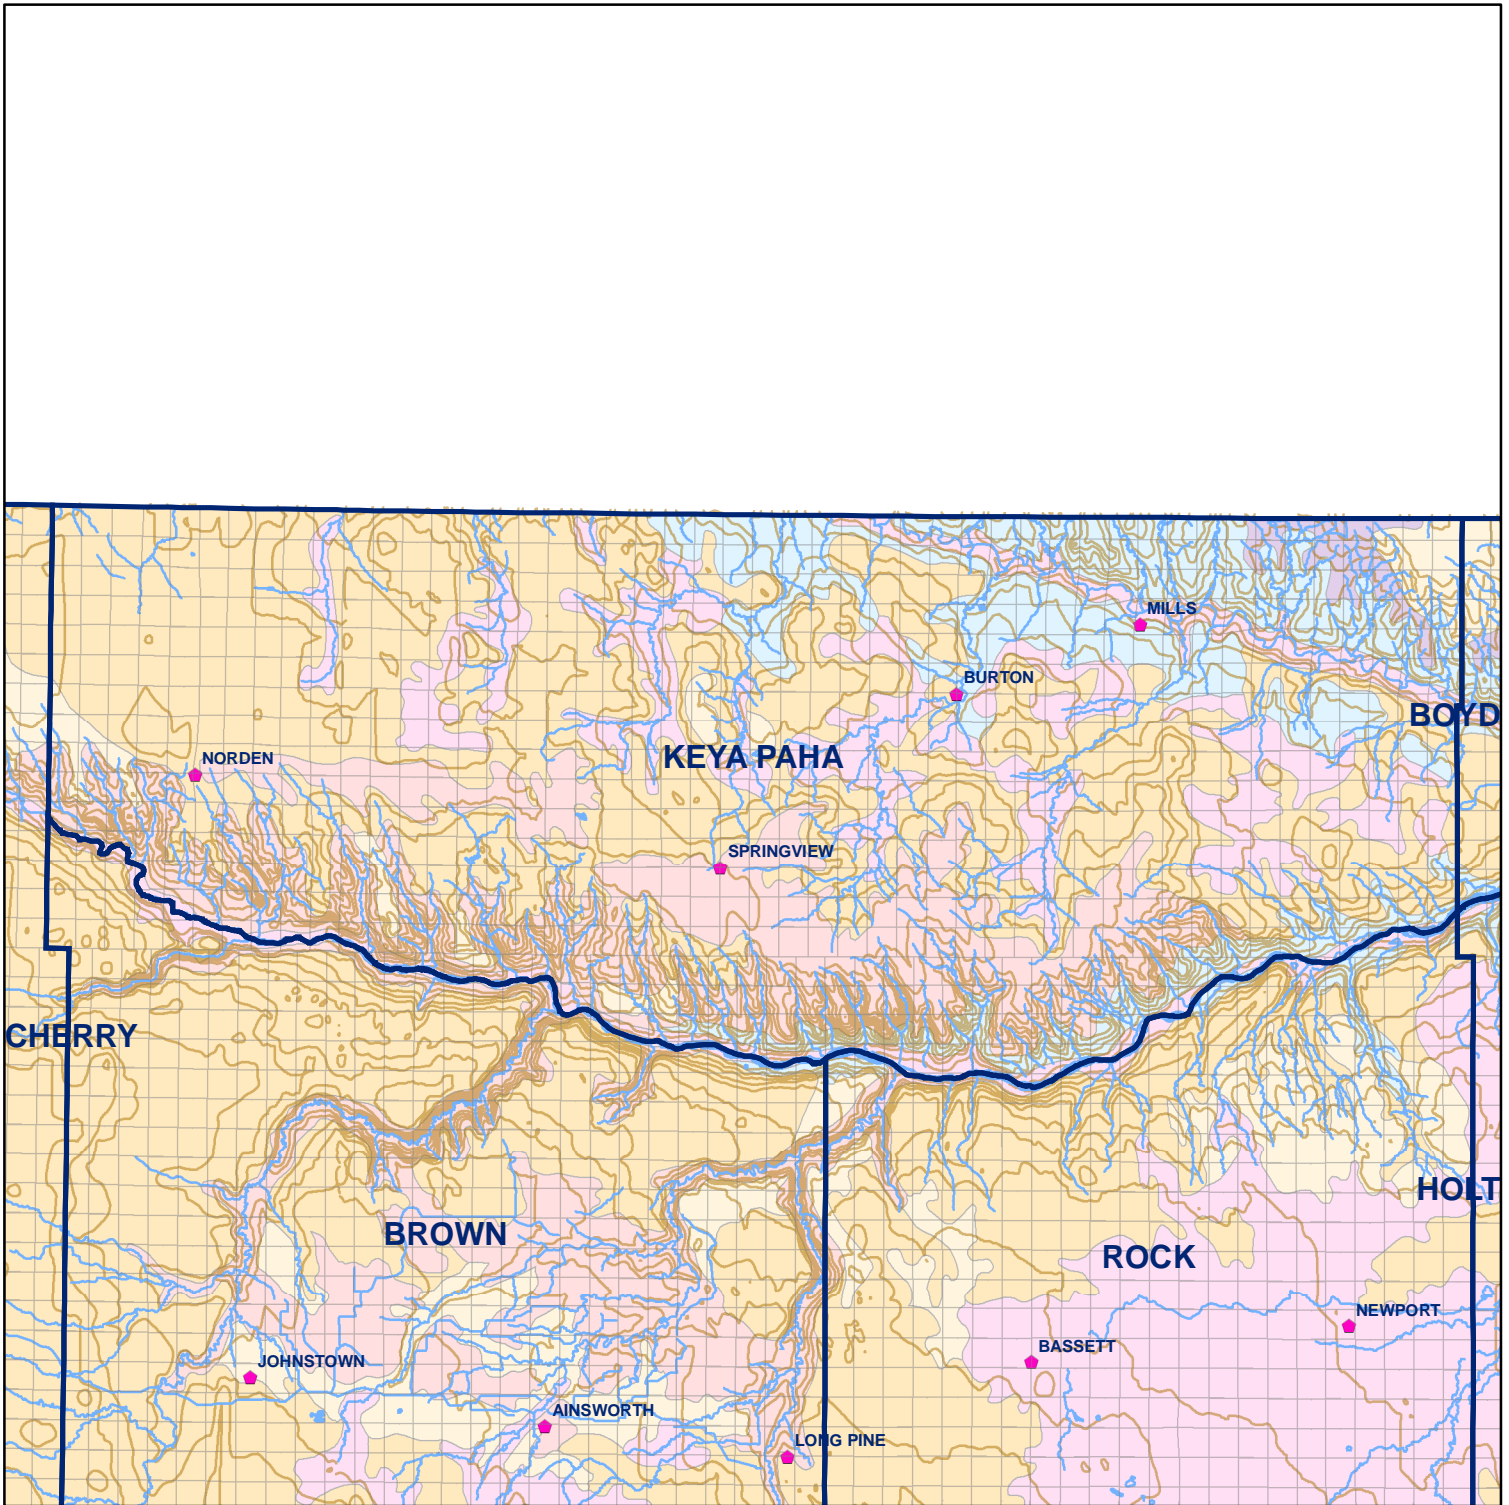 MILLS
BURTON
BOYD
KEYA PAHA
NORDEN
SPRINGVIEW
CHERRY
HOLT
BROWN
ROCK
NEWPORT
BASSETT
JOHNSTOWN
AINSWORTH
LONG PINE